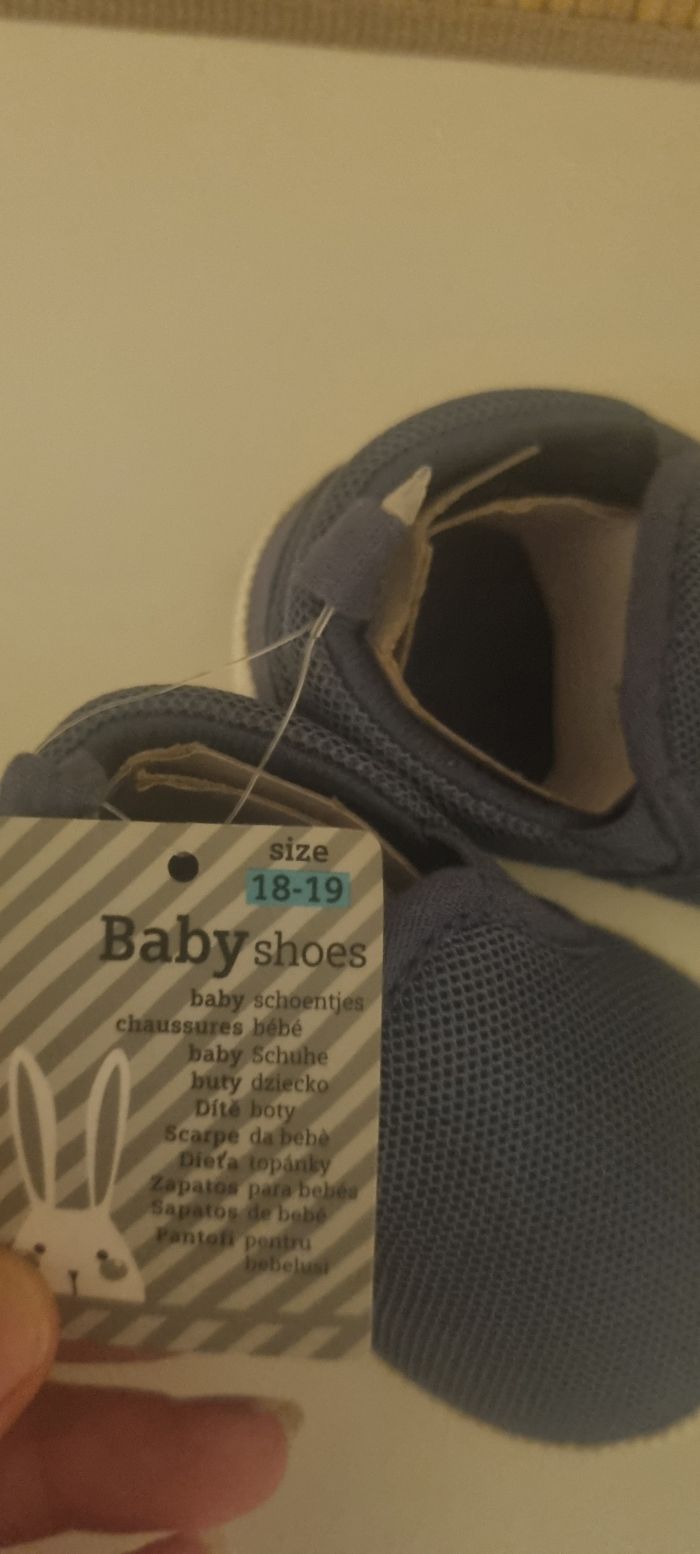 size
18-19
Baby shoes
baby schoentjes
chaussures bébé
baby Schuhe
buty dziecko
Dítě boty
Scarpe da bebè
Dieťa topánky
Zapatos para bebés
Sapatos de bebé
Pantofi pentru
bebelusi